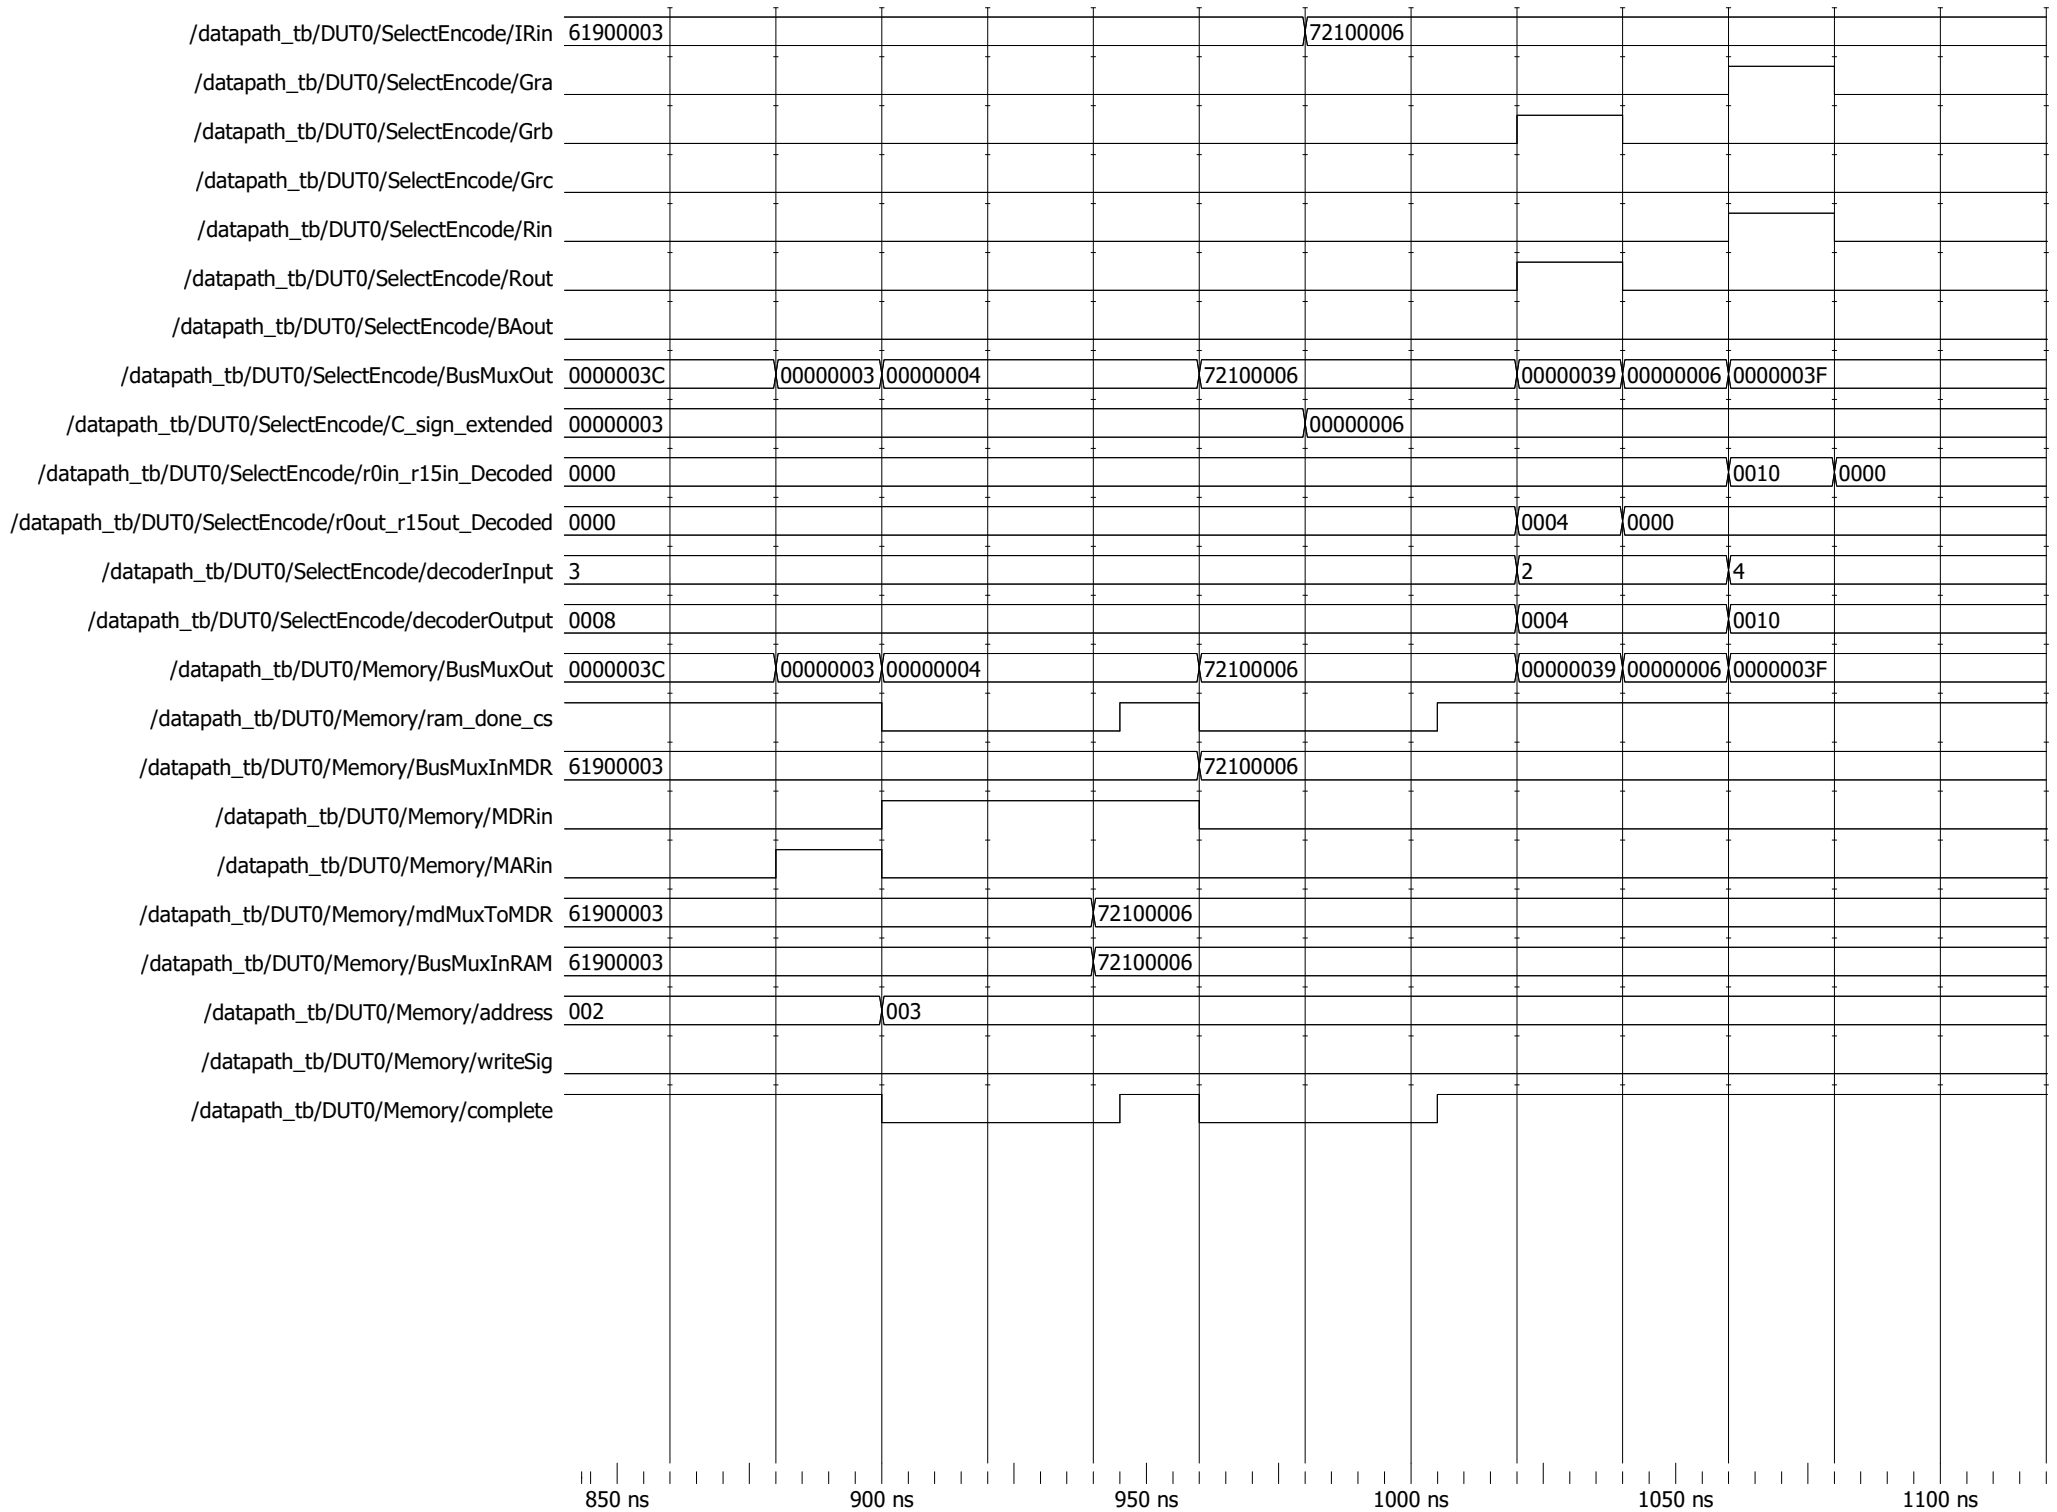 /datapath_tb/DUT0/SelectEncode/IRin 61900003 72100006
/datapath_tb/DUT0/SelectEncode/Gra
/datapath_tb/DUT0/SelectEncode/Grb
/datapath_tb/DUT0/SelectEncode/Grc
/datapath_tb/DUT0/SelectEncode/Rin
/datapath_tb/DUT0/SelectEncode/Rout
/datapath_tb/DUT0/SelectEncode/BAout
/datapath_tb/DUT0/SelectEncode/BusMuxOut 0000003C 00000003 00000004 72100006 00000039 00000006 0000003F
/datapath_tb/DUT0/SelectEncode/C_sign_extended 00000003 00000006
/datapath_tb/DUT0/SelectEncode/r0in_r15in_Decoded 0000 0010 0000
/datapath_tb/DUT0/SelectEncode/r0out_r15out_Decoded 0000 0004 0000
/datapath_tb/DUT0/SelectEncode/decoderInput 3 2 4
/datapath_tb/DUT0/SelectEncode/decoderOutput 0008 0004 0010
/datapath_tb/DUT0/Memory/BusMuxOut 0000003C 00000003 00000004 72100006 00000039 00000006 0000003F
/datapath_tb/DUT0/Memory/ram_done_cs
/datapath_tb/DUT0/Memory/BusMuxInMDR 61900003 72100006
/datapath_tb/DUT0/Memory/MDRin
/datapath_tb/DUT0/Memory/MARin
/datapath_tb/DUT0/Memory/mdMuxToMDR 61900003 72100006
/datapath_tb/DUT0/Memory/BusMuxInRAM 61900003 72100006
/datapath_tb/DUT0/Memory/address 002 003
/datapath_tb/DUT0/Memory/writeSig
/datapath_tb/DUT0/Memory/complete
850 ns 900 ns 950 ns 1000 ns 1050 ns 1100 ns